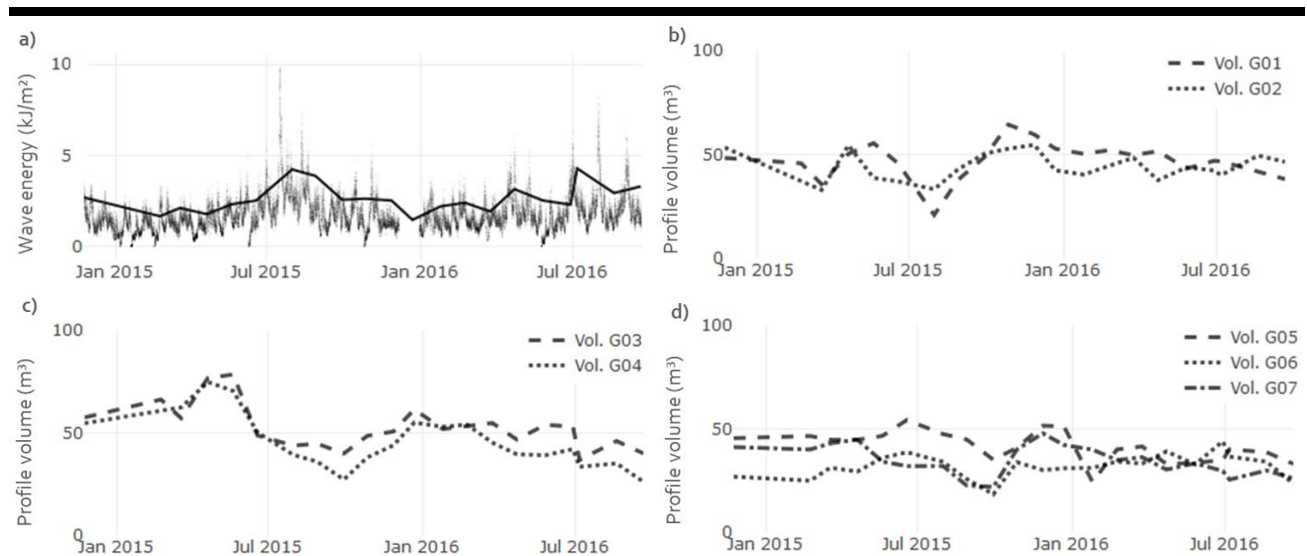 a)
Wave energy (kJ/m²)
10
5
0
Jan 2015 Jul 2015 Jan 2016 Jul 2016
b)
Profile volume (m³)
100
50
0
Vol. G01
Vol. G02
Jan 2015 Jul 2015 Jan 2016 Jul 2016
c)
Profile volume (m³)
100
50
0
Vol. G03
Vol. G04
Jan 2015 Jul 2015 Jan 2016 Jul 2016
d)
Profile volume (m³)
100
50
0
Vol. G05
Vol. G06
Vol. G07
Jan 2015 Jul 2015 Jan 2016 Jul 2016